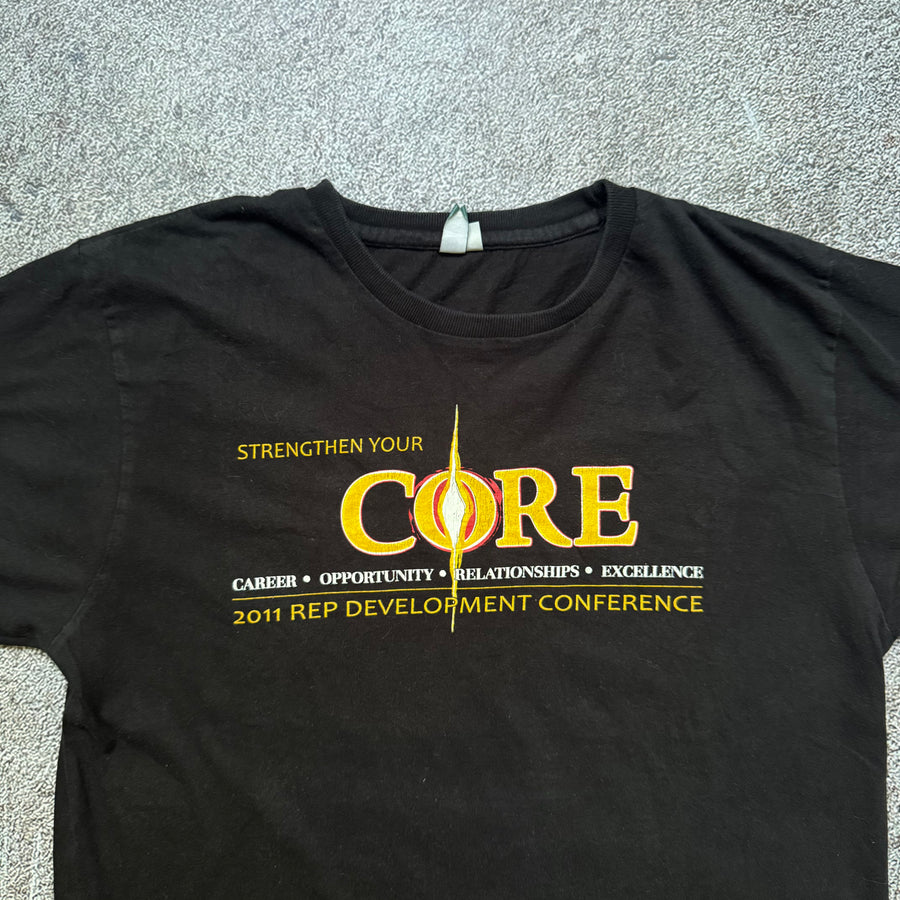 STRENGTHEN YOUR
CORE
CAREER • OPPORTUNITY • RELATIONSHIPS • EXCELLENCE
2011 REP DEVELOPMENT CONFERENCE